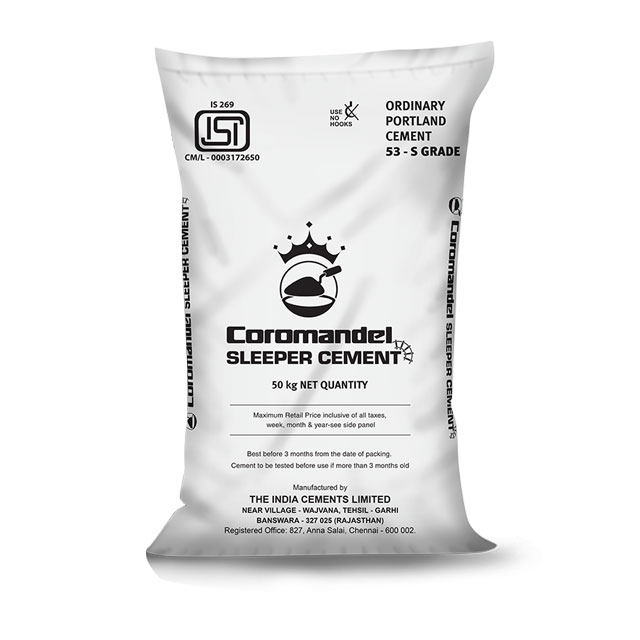 IS 269
ISI
CM/L - 0003172650
USE
NO
HOOKS
ORDINARY
PORTLAND
CEMENT
53 - S GRADE
Coromandel SLEEPER CEMENT
Coromandel
SLEEPER CEMENT
50 kg NET QUANTITY
Maximum Retail Price inclusive of all taxes,
week, month & year-see side panel
Best before 3 months from the date of packing.
Cement to be tested before use if more than 3 months old
Manufactured by
THE INDIA CEMENTS LIMITED
NEAR VILLAGE - WAJVANA, TEHSIL - GARHI
BANSWARA - 327 025 (RAJASTHAN)
Registered Office: 827, Anna Salai, Chennai - 600 002.
Coromandel SLEEPER CEMENT